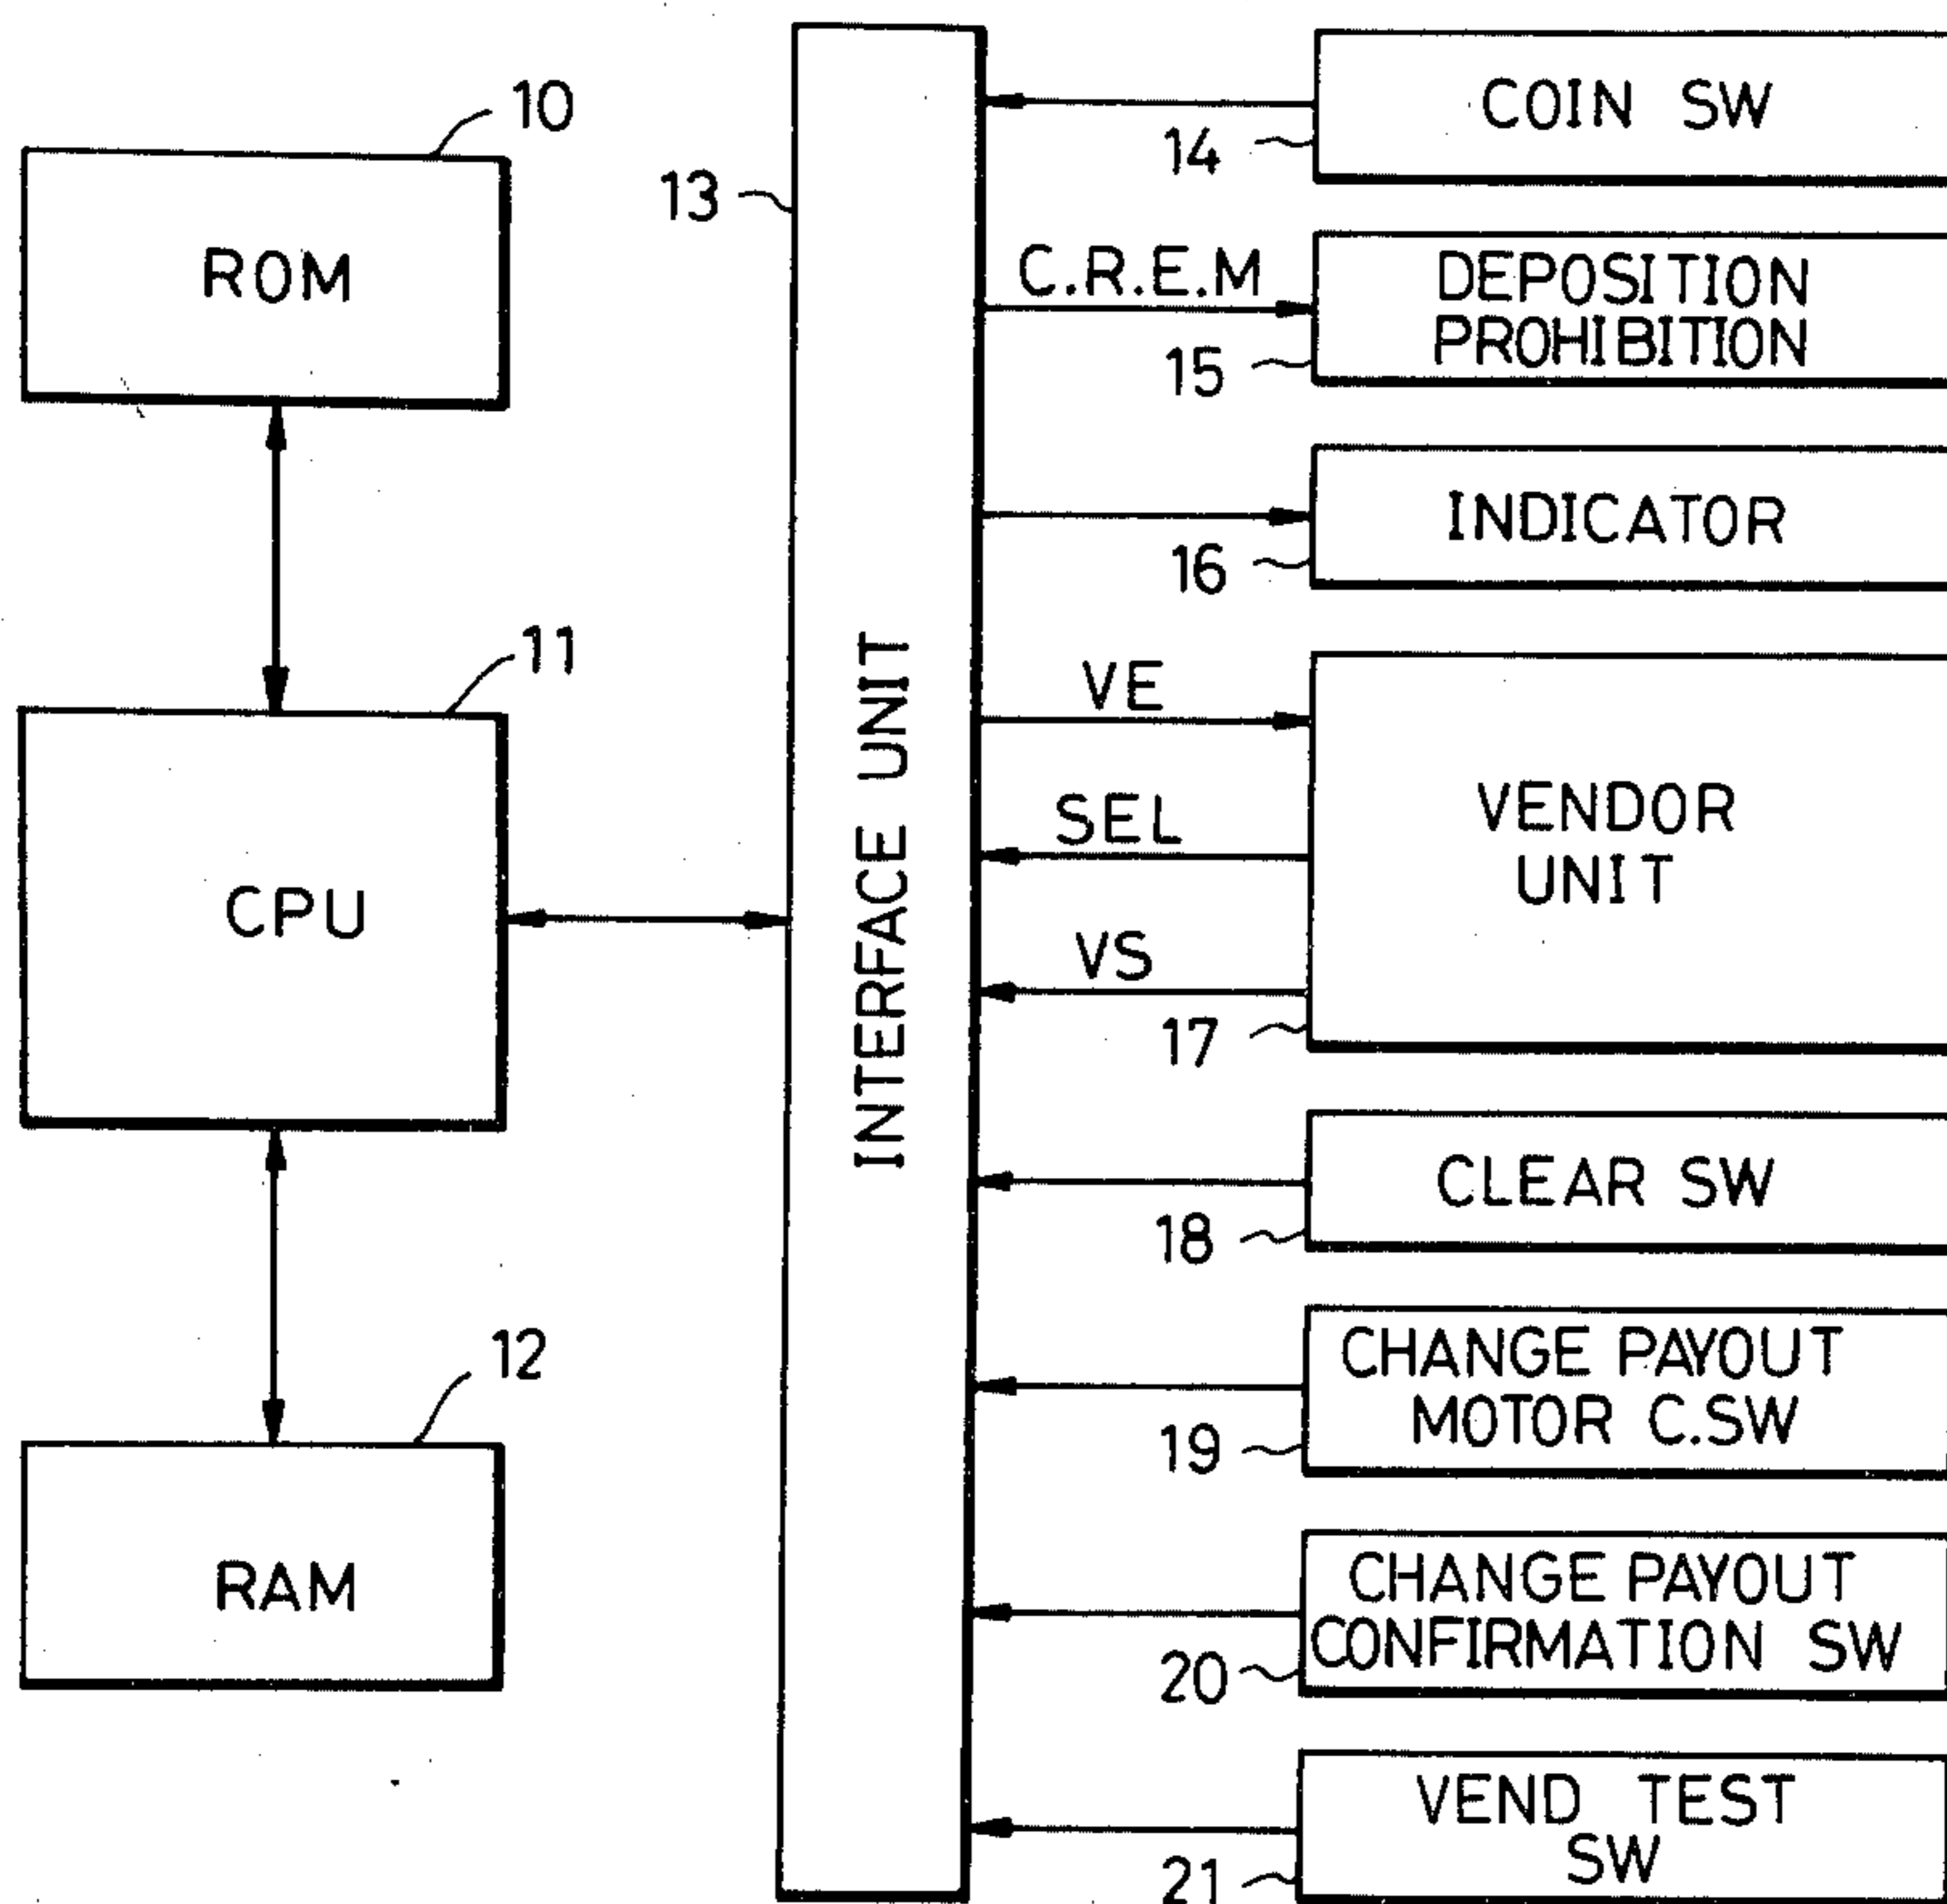 10
ROM
11
CPU
12
RAM
13
INTERFACE UNIT
COIN SW
14
C.R.E.M
DEPOSITION
PROHIBITION
15
INDICATOR
16
VE
SEL
VS
VENDOR
UNIT
17
CLEAR SW
18
CHANGE PAYOUT
MOTOR C.SW
19
CHANGE PAYOUT
CONFIRMATION SW
20
VEND TEST
SW
21